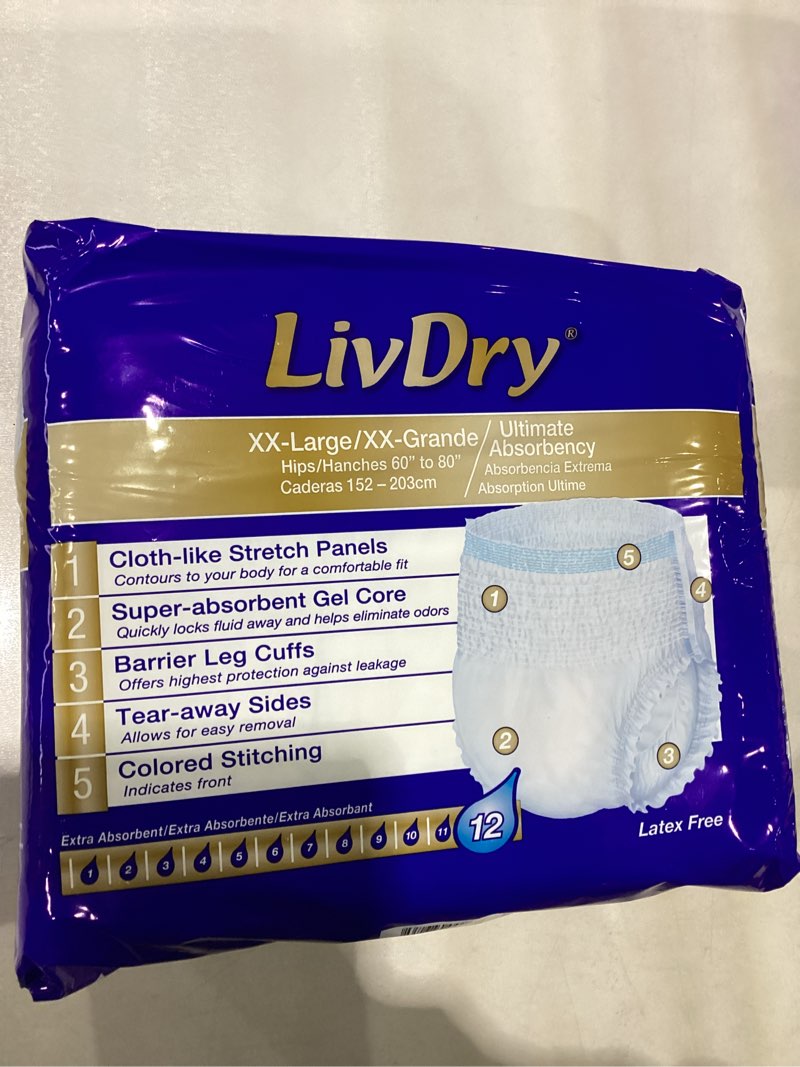 LivDry®
XX-Large/XX-Grande
Hips/Hanches 60" to 80"
Caderas 152 – 203cm
Ultimate
Absorbency
Absorbencia Extrema
Absorption Ultime
1 Cloth-like Stretch Panels
Contours to your body for a comfortable fit
2 Super-absorbent Gel Core
Quickly locks fluid away and helps eliminate odors
3 Barrier Leg Cuffs
Offers highest protection against leakage
4 Tear-away Sides
Allows for easy removal
5 Colored Stitching
Indicates front
5
1
4
2
3
Extra Absorbent/Extra Absorbente/Extra Absorbant
1 2 3 4 5 6 7 8 9 10 11 12
Latex Free